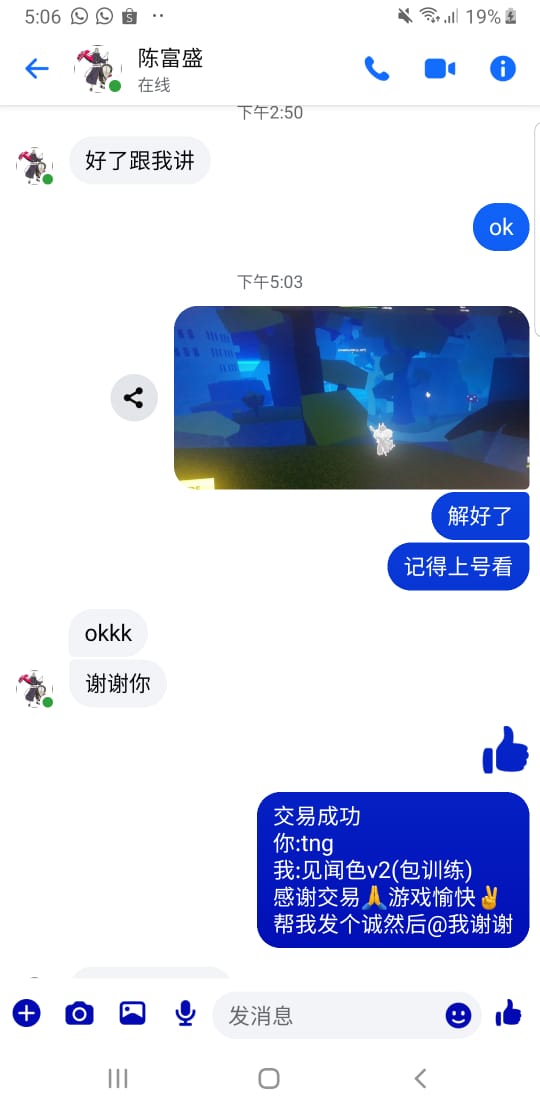 5:06
19%
陈富盛
在线
下午2:50
好了跟我讲
ok
下午5:03
解好了
记得上号看
okkk
谢谢你
交易成功
你:tng
我:见闻色v2(包训练)
感谢交易🙏游戏愉快✌
帮我发个诚然后@我谢谢
发消息